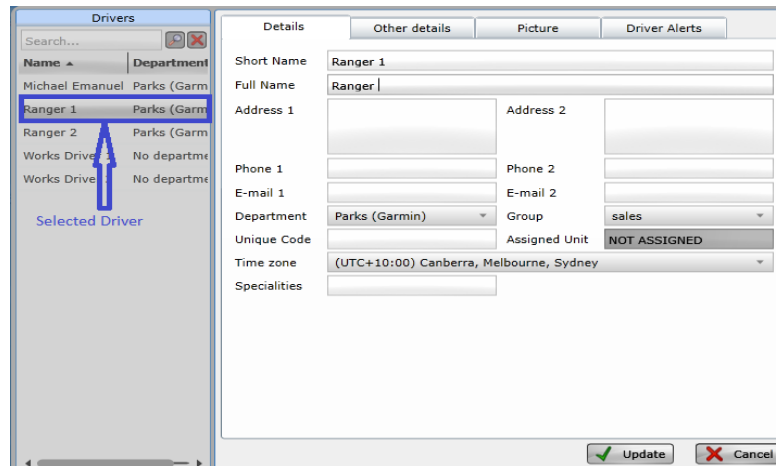 Drivers
Search...
Name Department
Michael Emanuel Parks (Garm
Ranger 1 Parks (Garm
Ranger 2 Parks (Garm
Works Drive No departme
Works Drive No departme
Selected Driver
Details Other details Picture Driver Alerts
Short Name Ranger 1
Full Name Ranger
Address 1 Address 2
Phone 1 Phone 2
E-mail 1 E-mail 2
Department Parks (Garmin) Group sales
Unique Code Assigned Unit NOT ASSIGNED
Time zone (UTC+10:00) Canberra, Melbourne, Sydney
Specialities
Update Cancel